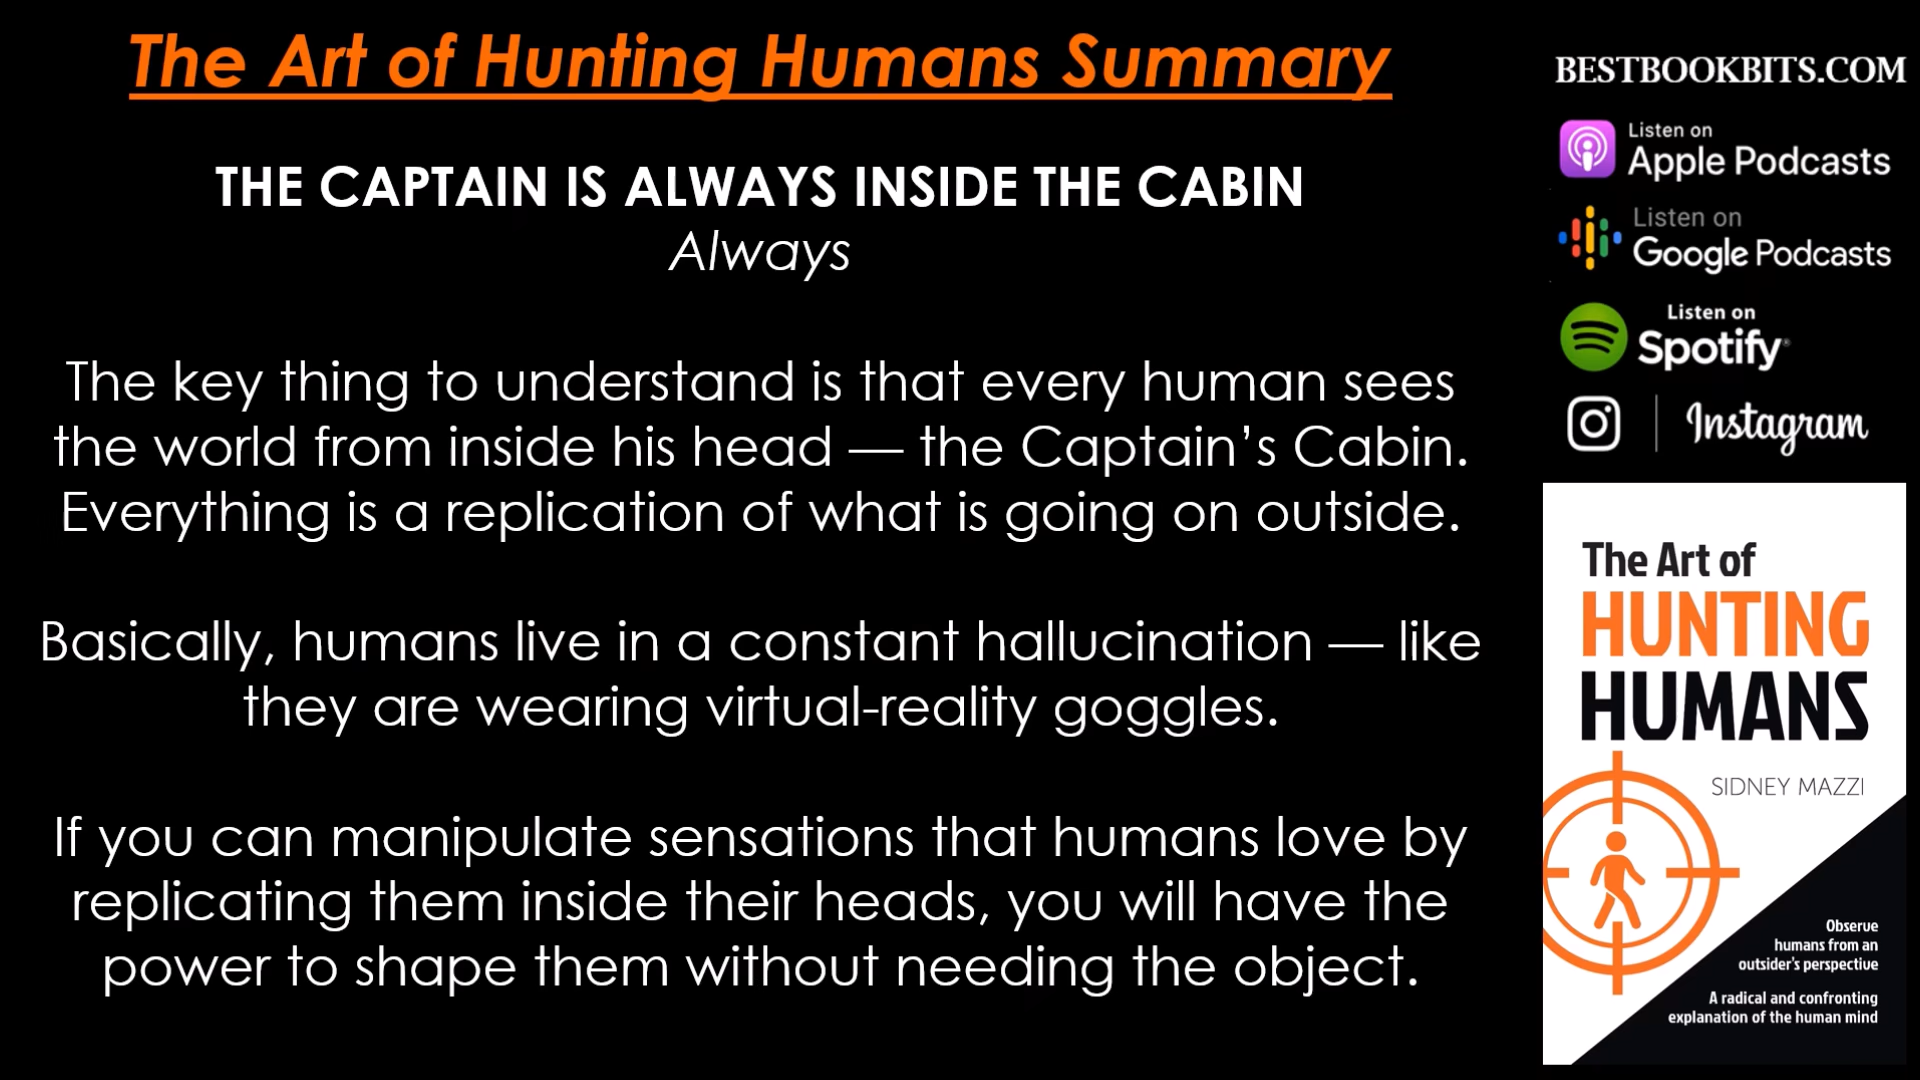 The Art of Hunting Humans Summary
THE CAPTAIN IS ALWAYS INSIDE THE CABIN
Always
The key thing to understand is that every human sees
the world from inside his head — the Captain’s Cabin.
Everything is a replication of what is going on outside.
Basically, humans live in a constant hallucination — like
they are wearing virtual-reality goggles.
If you can manipulate sensations that humans love by
replicating them inside their heads, you will have the
power to shape them without needing the object.
BESTBOOKBITS.COM
Listen on
Apple Podcasts
Listen on
Google Podcasts
Listen on
Spotify
Instagram
The Art of
HUNTING
HUMANS
SIDNEY MAZZI
Observe
humans from an
outsider's perspective
A radical and confronting
explanation of the human mind